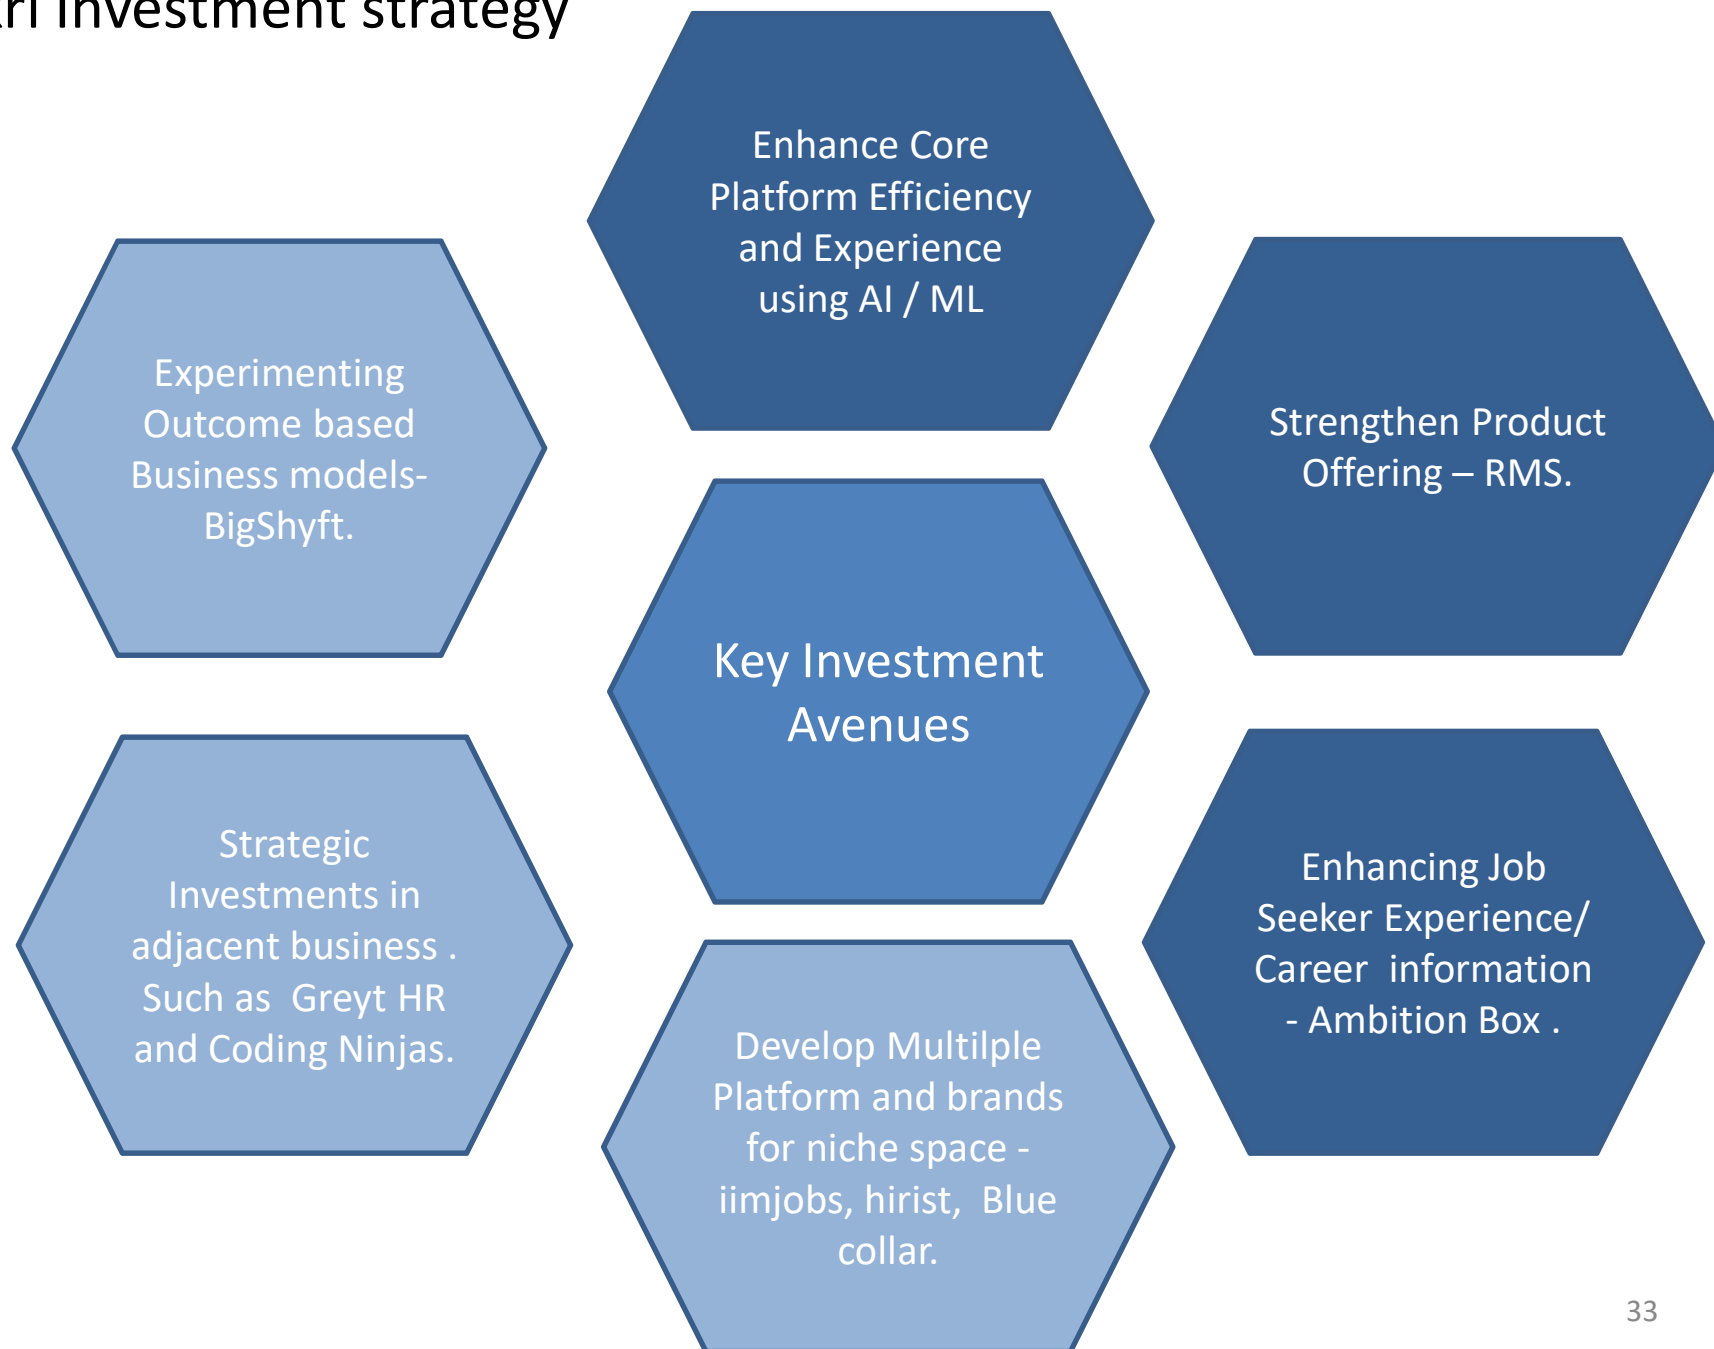 kri Investment strategy
Enhance Core
Platform Efficiency
and Experience
using AI / ML
Experimenting
Outcome based
Business models-
BigShyft.
Strengthen Product
Offering – RMS.
Key Investment
Avenues
Strategic
Investments in
adjacent business .
Such as  Greyt HR
and Coding Ninjas.
Enhancing Job
Seeker Experience/
Career  information
- Ambition Box .
Develop Multilple
Platform and brands
for niche space -
iimjobs, hirist,  Blue
collar.
33